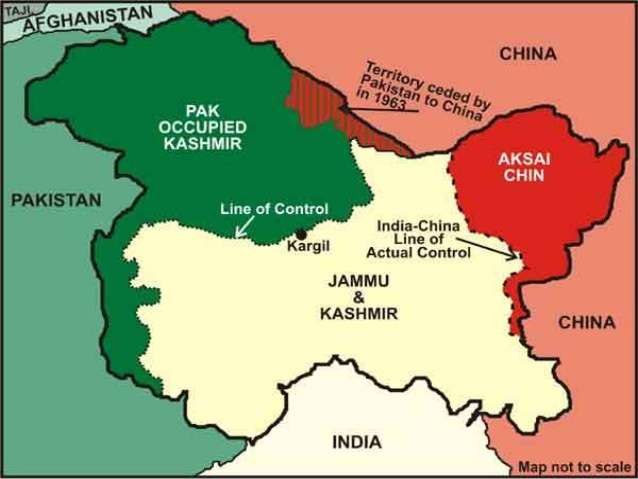 TAJI.
AFGHANISTAN
CHINA
Territory ceded by
Pakistan to China
in 1963
PAK
OCCUPIED
KASHMIR
AKSAI
CHIN
PAKISTAN
Line of Control
Kargil
India-China
Line of
Actual Control
JAMMU
&
KASHMIR
CHINA
INDIA
Map not to scale